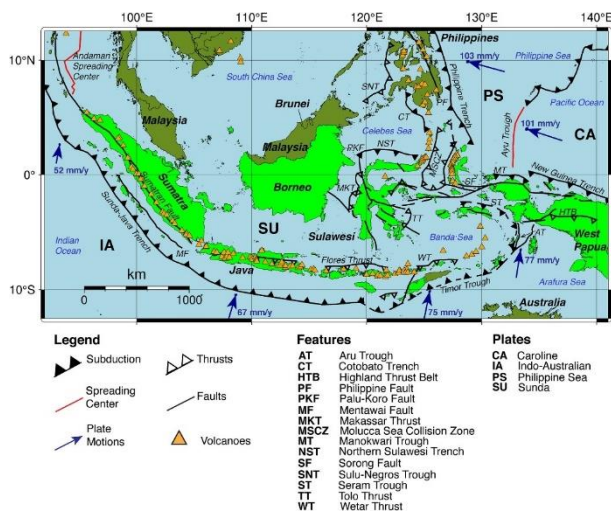 100°E 110°E 120°E 130°E 140°E
10°N
0°
10°S
Andaman
Spreading
Center
South China Sea
Philippines
103 mm/y
Philippine Sea
PS
Philippine Trench
Pacific Ocean
101 mm/y
CA
Ayu Trough
Malaysia
Brunei
SNT
PF
CT
Celebes Sea
Malaysia
PKF
NST
MSCZ
SF
MT
New Guinea Trench
52 mm/y
Sumatra
Sumatran Fault
Borneo
MKT
TT
ST
HTB
Sunda-Java Trench
SU
Sulawesi
Banda Sea
AT
West
Papua
Indian
Ocean
IA
MF
Java
Flores Thrust
WT
Timor Trough
77 mm/y
Arafura Sea
km
0 1000
67 mm/y
75 mm/y
Australia
Legend
Subduction
Thrusts
Spreading
Center
Faults
Plate
Motions
Volcanoes
Features
AT Aru Trough
CT Cotobato Trench
HTB Highland Thrust Belt
PF Philippine Fault
PKF Palu-Koro Fault
MF Mentawai Fault
MKT Makassar Thrust
MSCZ Molucca Sea Collision Zone
MT Manokwari Trough
NST Northern Sulawesi Trench
SF Sorong Fault
SNT Sulu-Negros Trough
ST Seram Trough
TT Tolo Thrust
WT Wetar Thrust
Plates
CA Caroline
IA Indo-Australian
PS Philippine Sea
SU Sunda